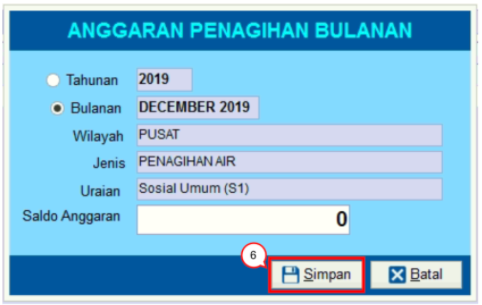 ANGGARAN PENAGIHAN BULANAN
Tahunan 2019
Bulanan DECEMBER 2019
Wilayah PUSAT
Jenis PENAGIHAN AIR
Uraian Sosial Umum (S1)
Saldo Anggaran 0
6
Simpan Batal